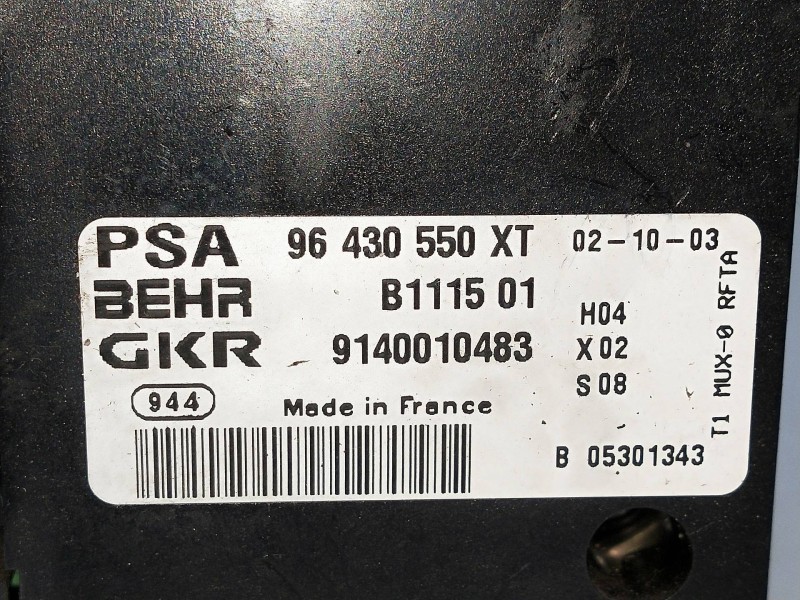 PSA 96 430 550 XT 02-10-03
BEHR B1115 01
GKR 9140010483
H04
X 02
S 08
944 Made in France
B 05301343
T1 MUX-0 RFTA